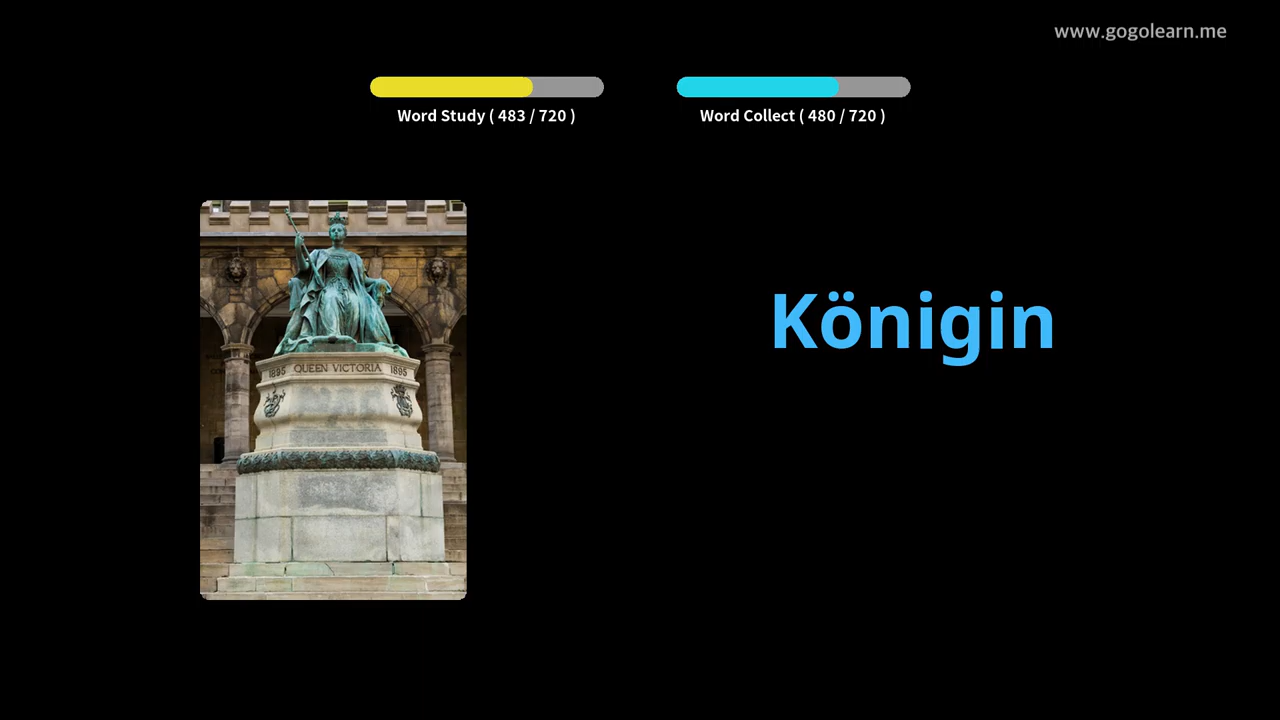 www.gogolearn.me
Word Study ( 483 / 720 )
Word Collect ( 480 / 720 )
Königin
1895 QUEEN VICTORIA 1895